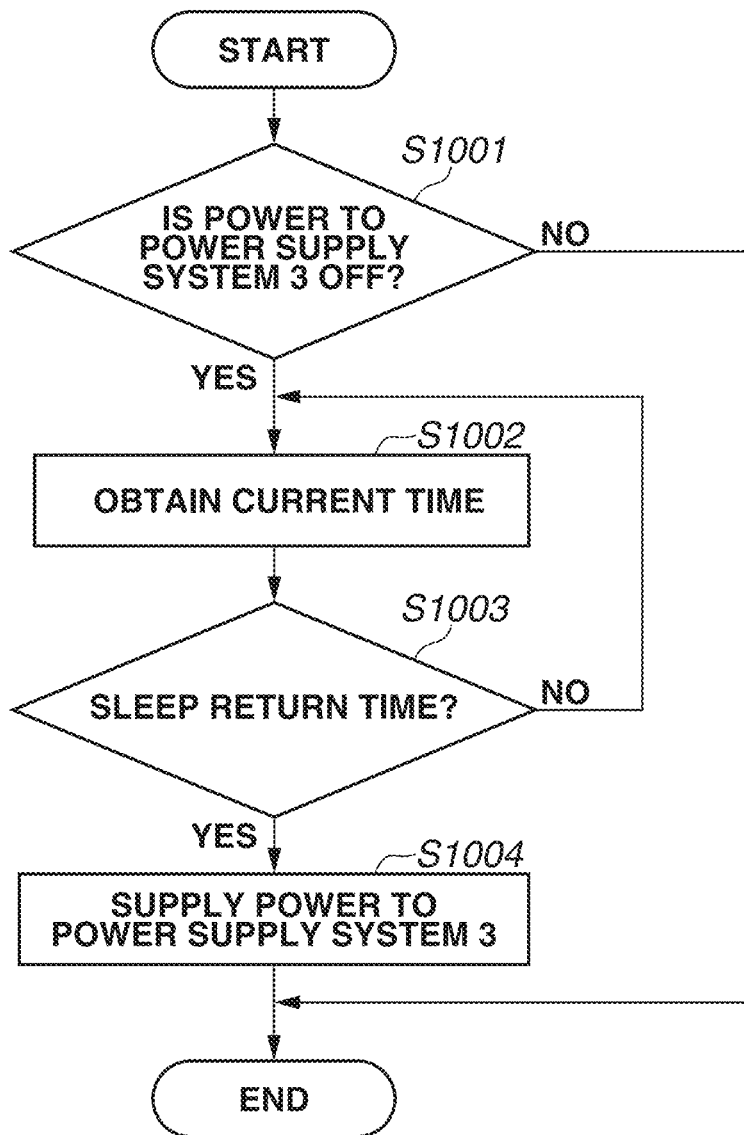 START
S1001
IS POWER TO
POWER SUPPLY
SYSTEM 3 OFF?
NO
YES
S1002
OBTAIN CURRENT TIME
S1003
SLEEP RETURN TIME?
NO
YES
S1004
SUPPLY POWER TO
POWER SUPPLY SYSTEM 3
END